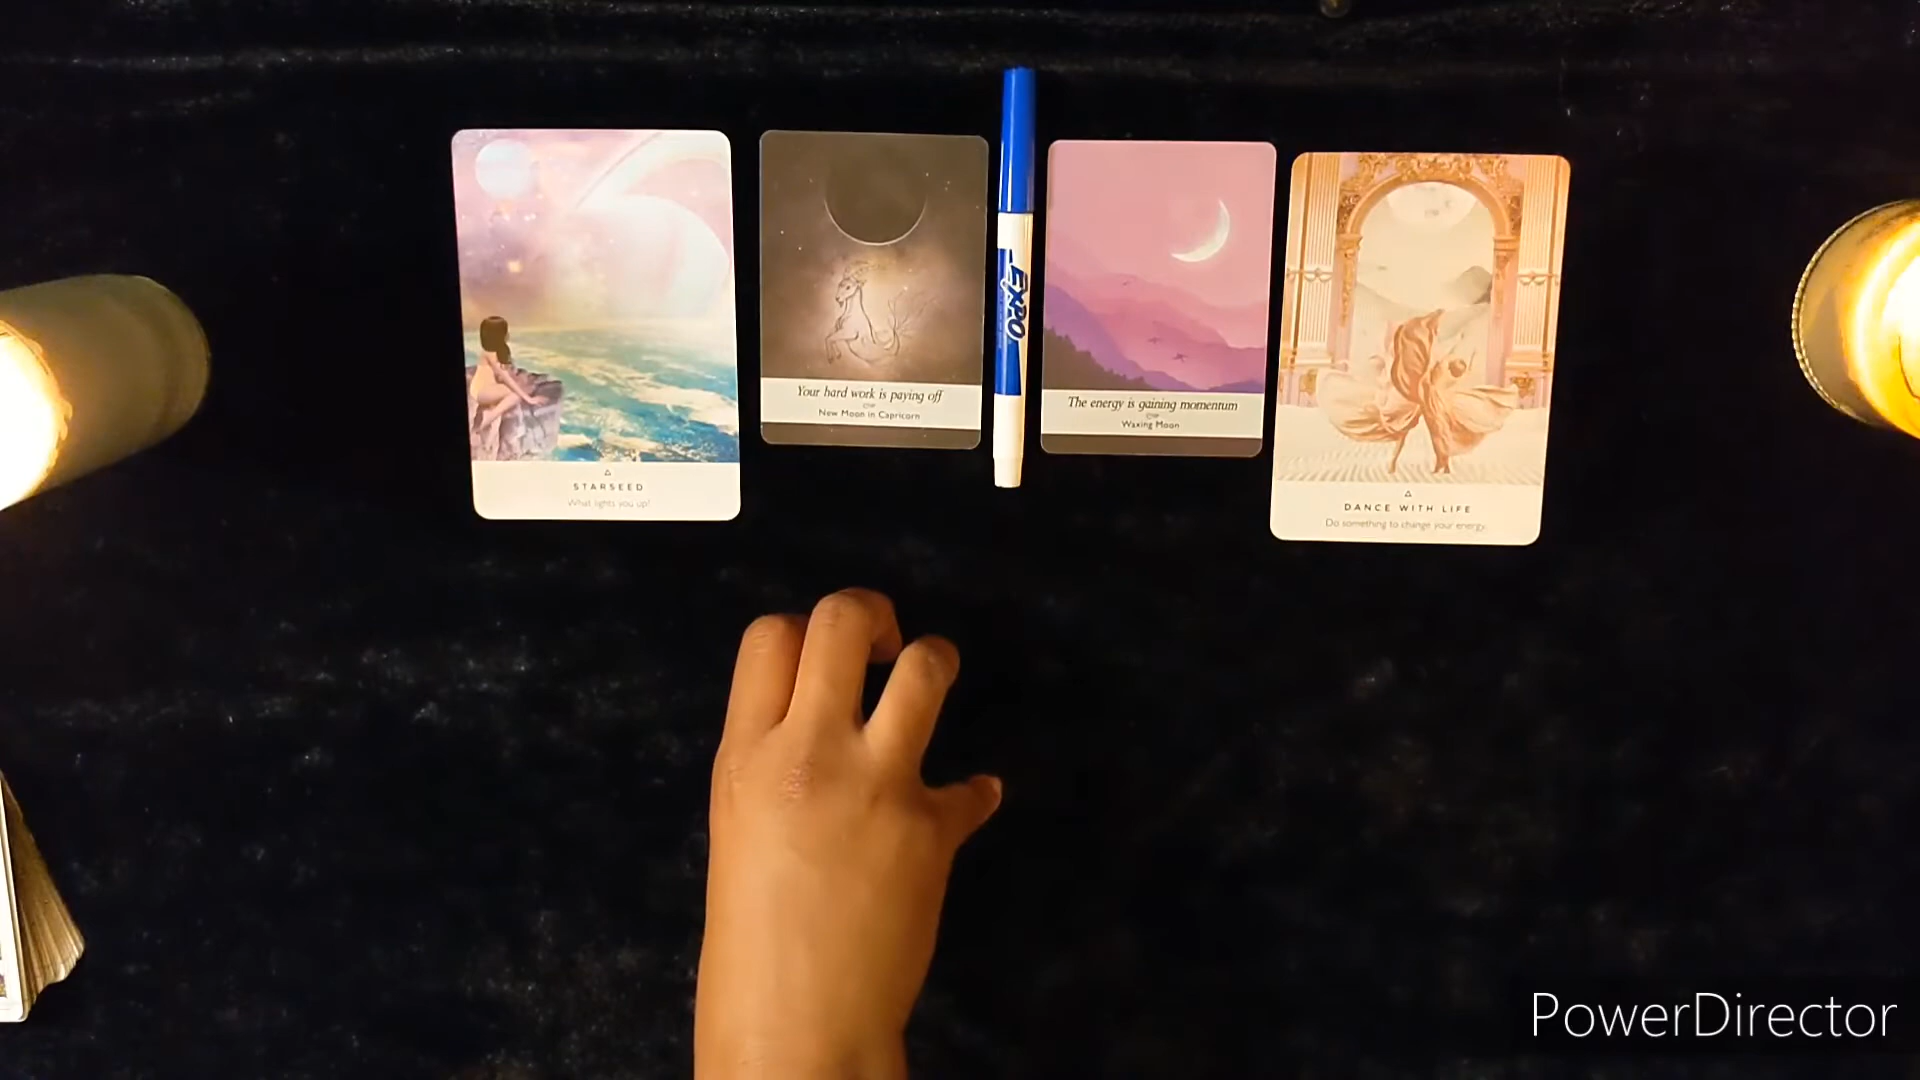 STARSEED
What lights you up?
Your hard work is paying off
New Moon in Capricorn
EXPO
The energy is gaining momentum
Waxing Moon
DANCE WITH LIFE
Do something to change your energy.
PowerDirector